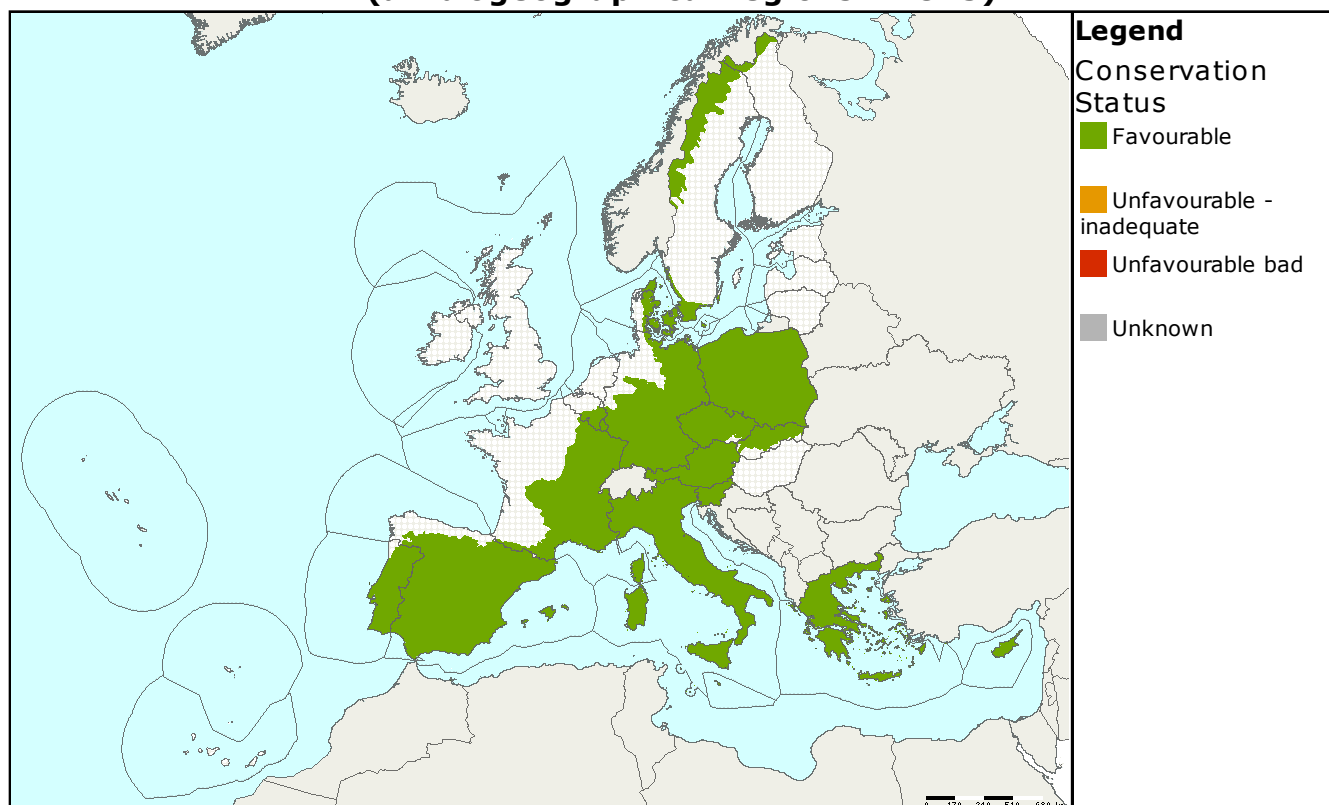 Legend
Conservation
Status
Favourable
Unfavourable -
inadequate
Unfavourable bad
Unknown